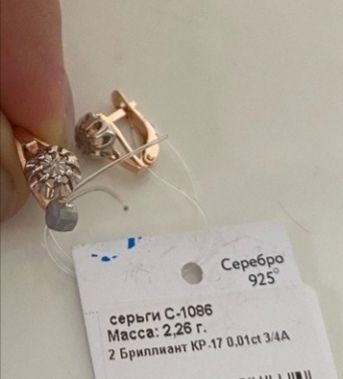 Серебро
925°
серьги С-1086
Масса: 2,26 г.
2 Бриллиант КР-17 0,01ct 3/4А